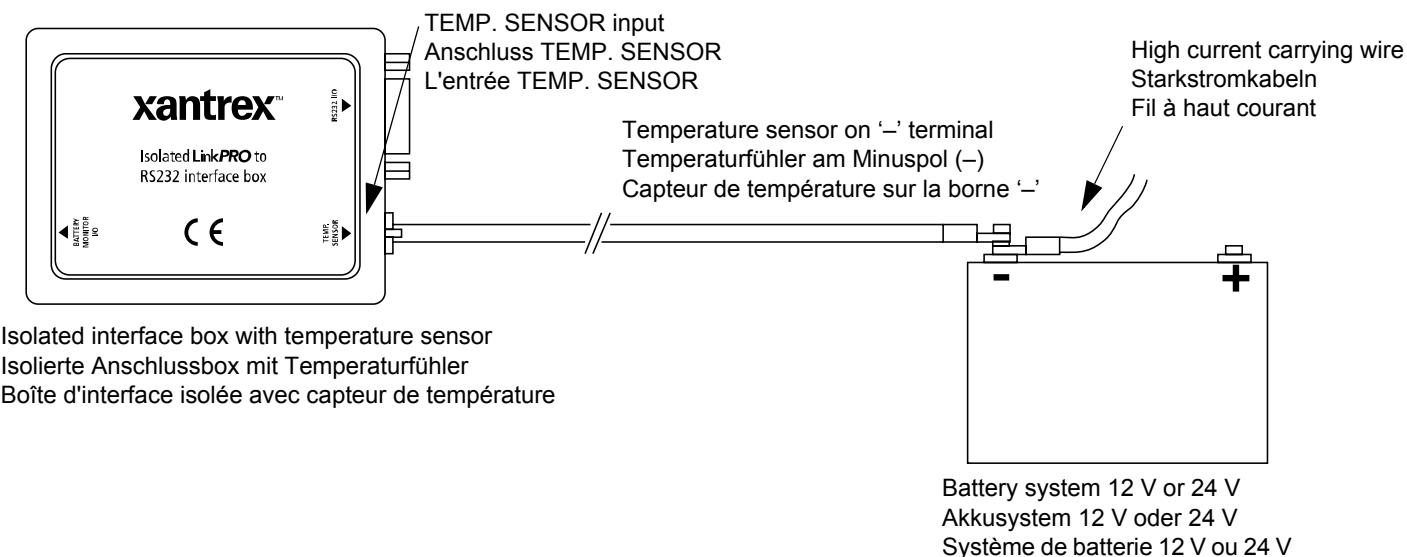 TEMP. SENSOR input
Anschluss TEMP. SENSOR
L'entrée TEMP. SENSOR
High current carrying wire
Starkstromkabeln
Fil à haut courant
xantrex™
RS232 I/O
Isolated LinkPRO to
RS232 interface box
Temperature sensor on ‘–’ terminal
Temperaturfühler am Minuspol (–)
Capteur de température sur la borne ‘–’
BATTERY
MONITOR
I/O
CE
TEMP.
SENSOR
-
+
Isolated interface box with temperature sensor
Isolierte Anschlussbox mit Temperaturfühler
Boîte d'interface isolée avec capteur de température
Battery system 12 V or 24 V
Akkusystem 12 V oder 24 V
Système de batterie 12 V ou 24 V